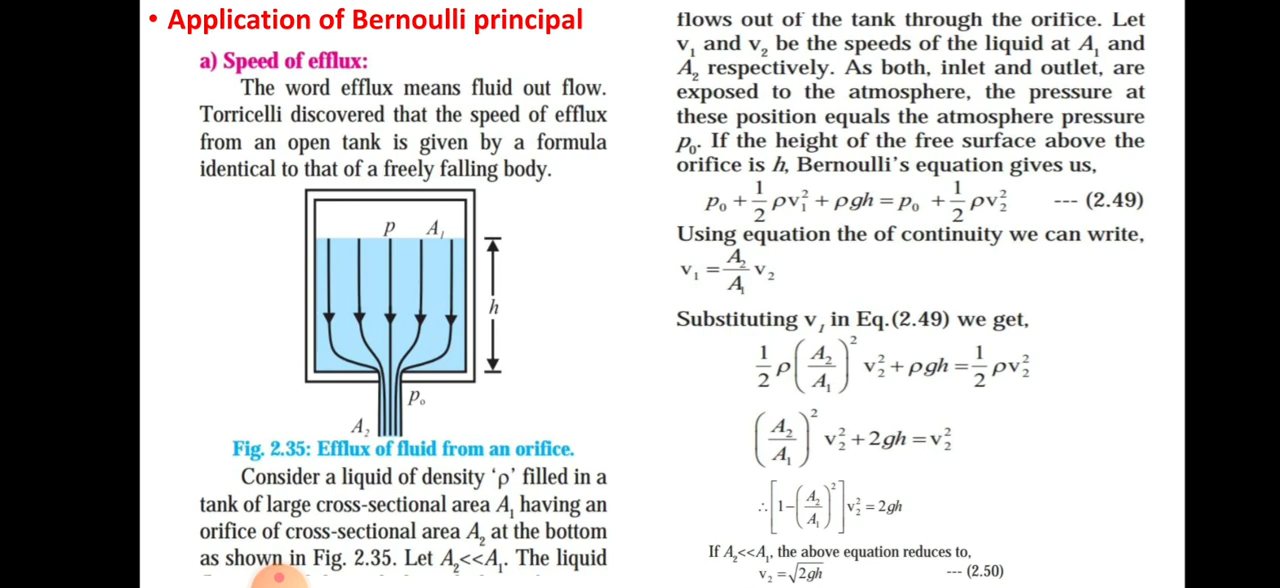 • Application of Bernoulli principal
a) Speed of efflux:
The word efflux means fluid out flow.
Torricelli discovered that the speed of efflux
from an open tank is given by a formula
identical to that of a freely falling body.
p A₁
h
p₀
A₂
Fig. 2.35: Efflux of fluid from an orifice.
Consider a liquid of density ‘ρ’ filled in a
tank of large cross-sectional area A₁ having an
orifice of cross-sectional area A₂ at the bottom
as shown in Fig. 2.35. Let A₂<<A₁. The liquid
flows out of the tank through the orifice. Let
v₁ and v₂ be the speeds of the liquid at A₁ and
A₂ respectively. As both, inlet and outlet, are
exposed to the atmosphere, the pressure at
these position equals the atmosphere pressure
p₀. If the height of the free surface above the
orifice is h, Bernoulli’s equation gives us,
p₀ + 1/2 ρv₁² + ρgh = p₀ + 1/2 ρv₂² --- (2.49)
Using equation the of continuity we can write,
v₁ = A₂/A₁ v₂
Substituting v₁ in Eq.(2.49) we get,
1/2 ρ (A₂/A₁)² v₂² + ρgh = 1/2 ρv₂²
(A₂/A₁)² v₂² + 2gh = v₂²
∴ [1−(A₂/A₁)²] v₂² = 2gh
If A₂<<A₁, the above equation reduces to,
v₂ = √2gh --- (2.50)